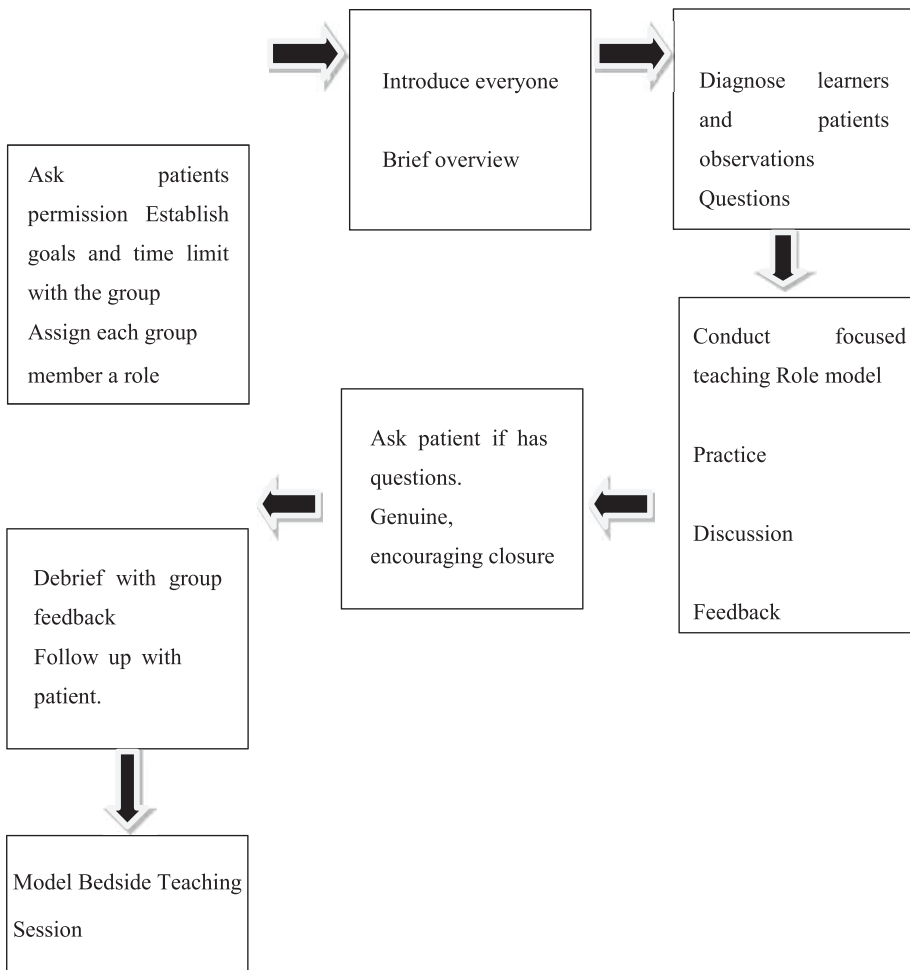 Ask patients
permission Establish
goals and time limit
with the group
Assign each group
member a role
Introduce everyone
Brief overview
Diagnose learners
and patients
observations
Questions
Conduct focused
teaching Role model
Practice
Discussion
Feedback
Ask patient if has
questions.
Genuine,
encouraging closure
Debrief with group
feedback
Follow up with
patient.
Model Bedside Teaching
Session